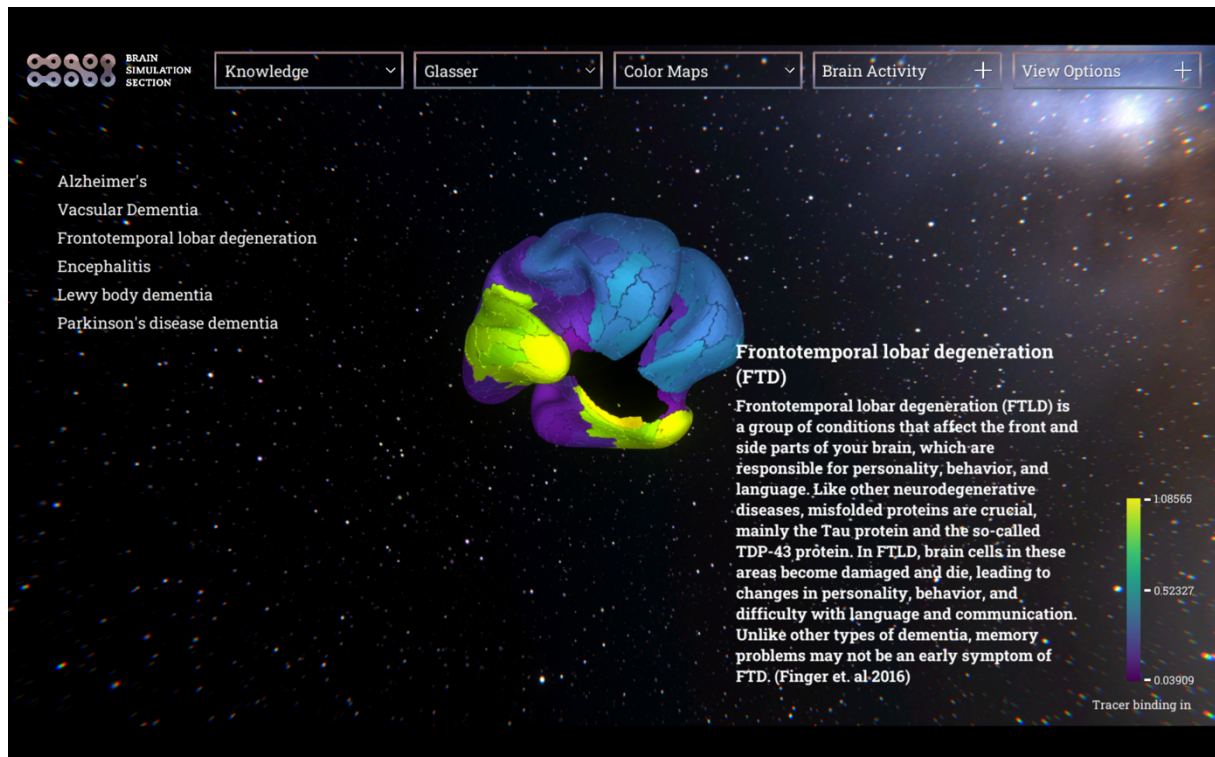 BRAIN
SIMULATION
SECTION
Knowledge
Glasser
Color Maps
Brain Activity
View Options
Alzheimer's
Vacsular Dementia
Frontotemporal lobar degeneration
Encephalitis
Lewy body dementia
Parkinson's disease dementia
Frontotemporal lobar degeneration
(FTD)
Frontotemporal lobar degeneration (FTLD) is
a group of conditions that affect the front and
side parts of your brain, which are
responsible for personality, behavior, and
language. Like other neurodegenerative
diseases, misfolded proteins are crucial,
mainly the Tau protein and the so-called
TDP-43 protein. In FTLD, brain cells in these
areas become damaged and die, leading to
changes in personality, behavior, and
difficulty with language and communication.
Unlike other types of dementia, memory
problems may not be an early symptom of
FTD. (Finger et. al 2016)
1.08565
0.52327
0.03909
Tracer binding in